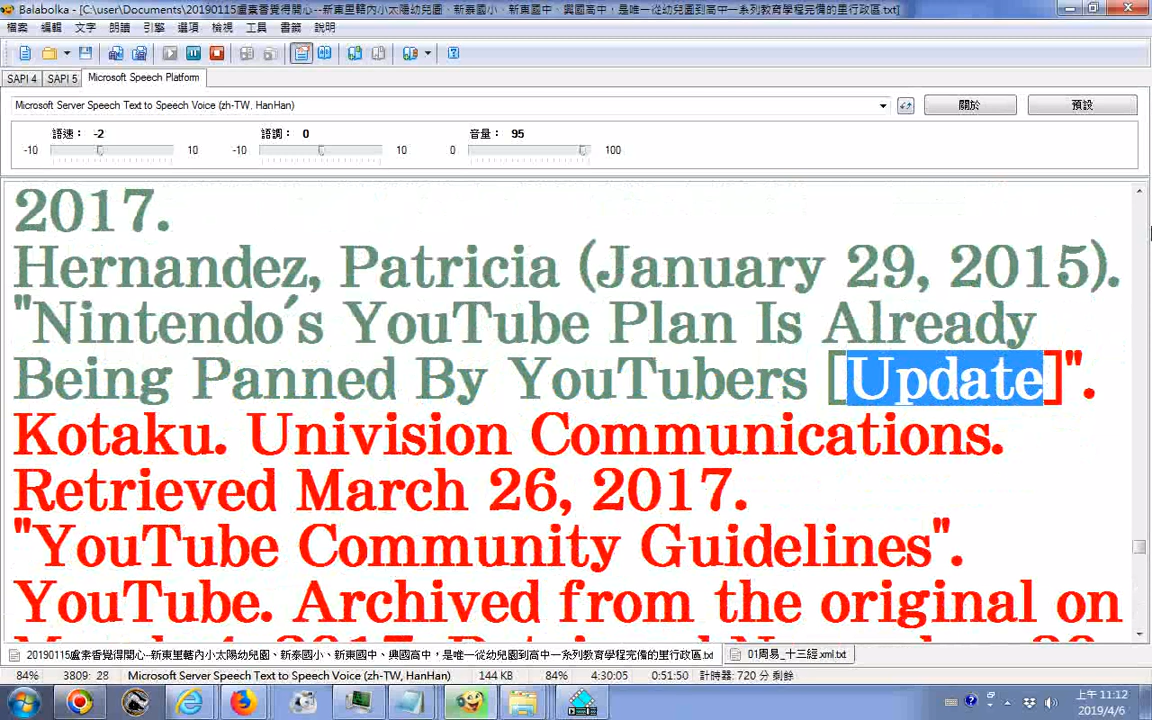 Balabolka - [C:\user\Documents\20190115盧素香覺得開心--新東里轄內小太陽幼兒園、新泰國小、新東國中、興國高中，是唯一從幼兒園到高中一系列教育學程完備的里行政區.txt]
檔案 編輯 文字 朗讀 引擎 選項 檢視 工具 書籤 說明
SAPI 4 SAPI 5 Microsoft Speech Platform
Microsoft Server Speech Text to Speech Voice (zh-TW, HanHan) 關於 預設
語速： -2 語調： 0 音量： 95
-10 10 -10 10 0 100
2017.
Hernandez, Patricia (January 29, 2015).
"Nintendo´s YouTube Plan Is Already
Being Panned By YouTubers [Update]".
Kotaku. Univision Communications.
Retrieved March 26, 2017.
"YouTube Community Guidelines".
YouTube. Archived from the original on
20190115盧素香覺得開心--新東里轄內小太陽幼兒園、新泰國小、新東國中、興國高中，是唯一從幼兒園到高中一系列教育學程完備的里行政區.txt 01周易_十三經.xml.txt
84% 3809: 28 Microsoft Server Speech Text to Speech Voice (zh-TW, HanHan) 144 KB 84% 4:30:05 0:51:50 計時器: 720 分 剩餘
上午 11:12
2019/4/6